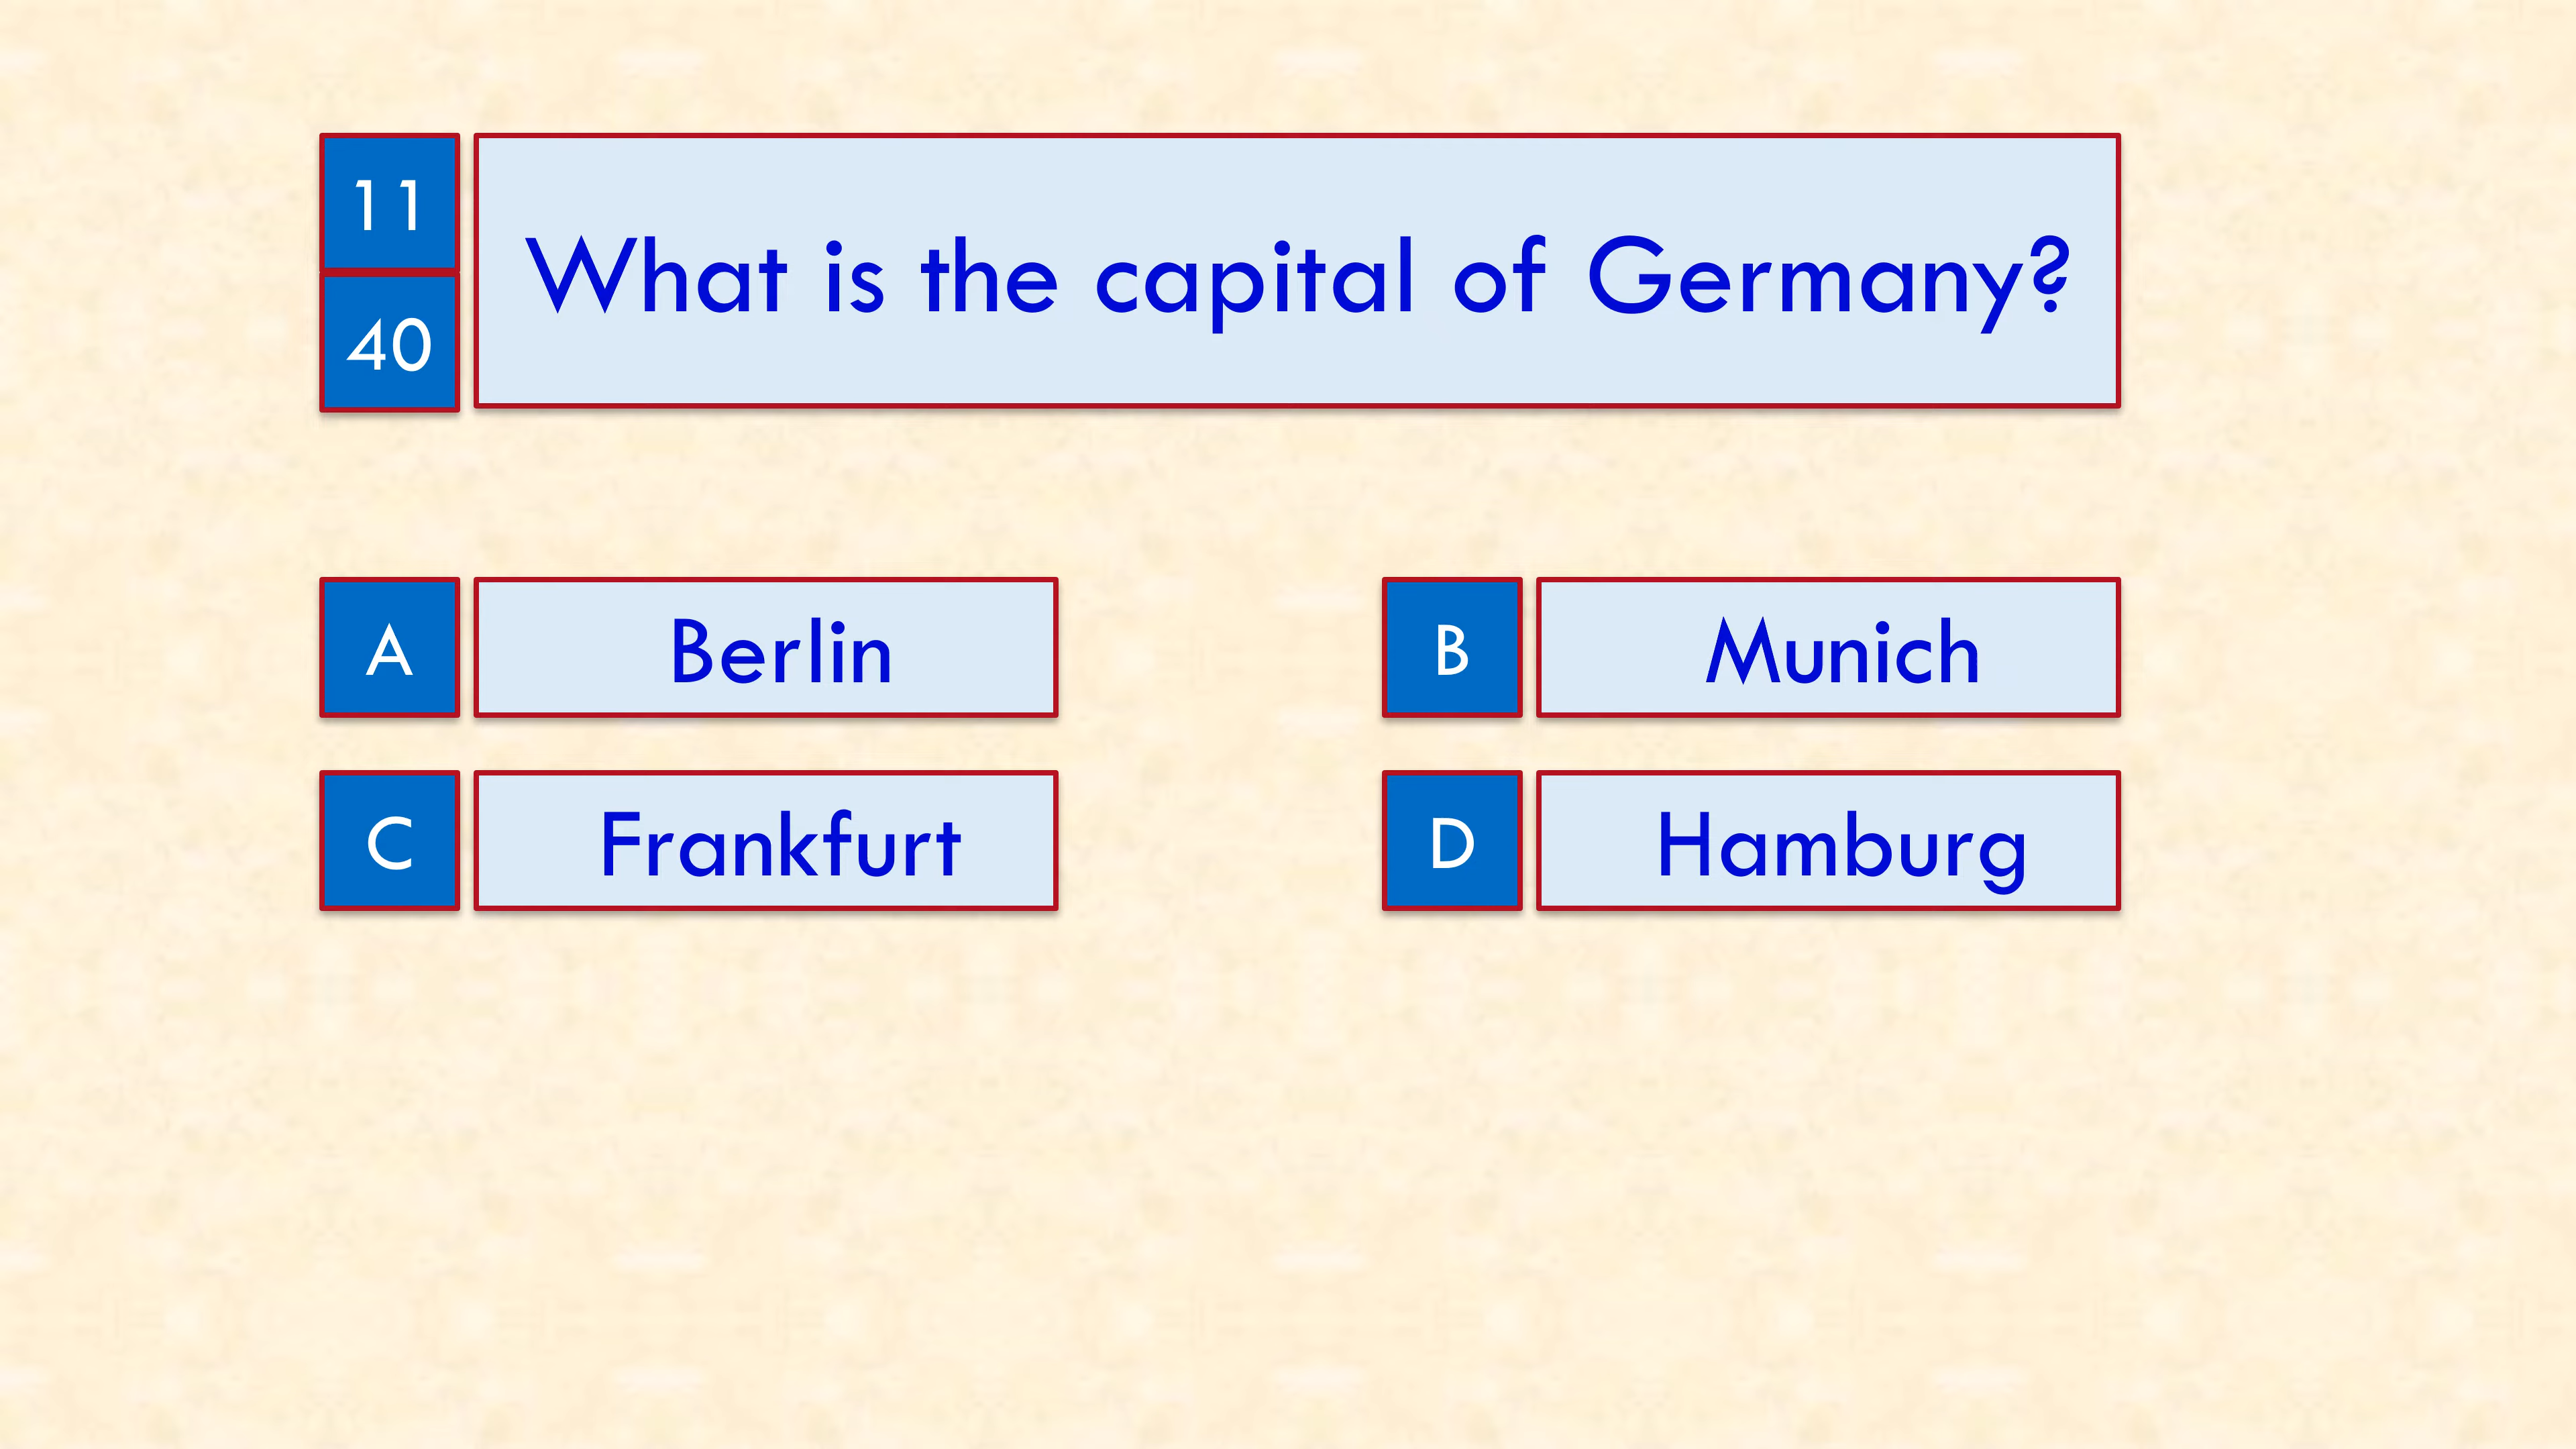 11
40
What is the capital of Germany?
A
Berlin
B
Munich
C
Frankfurt
D
Hamburg